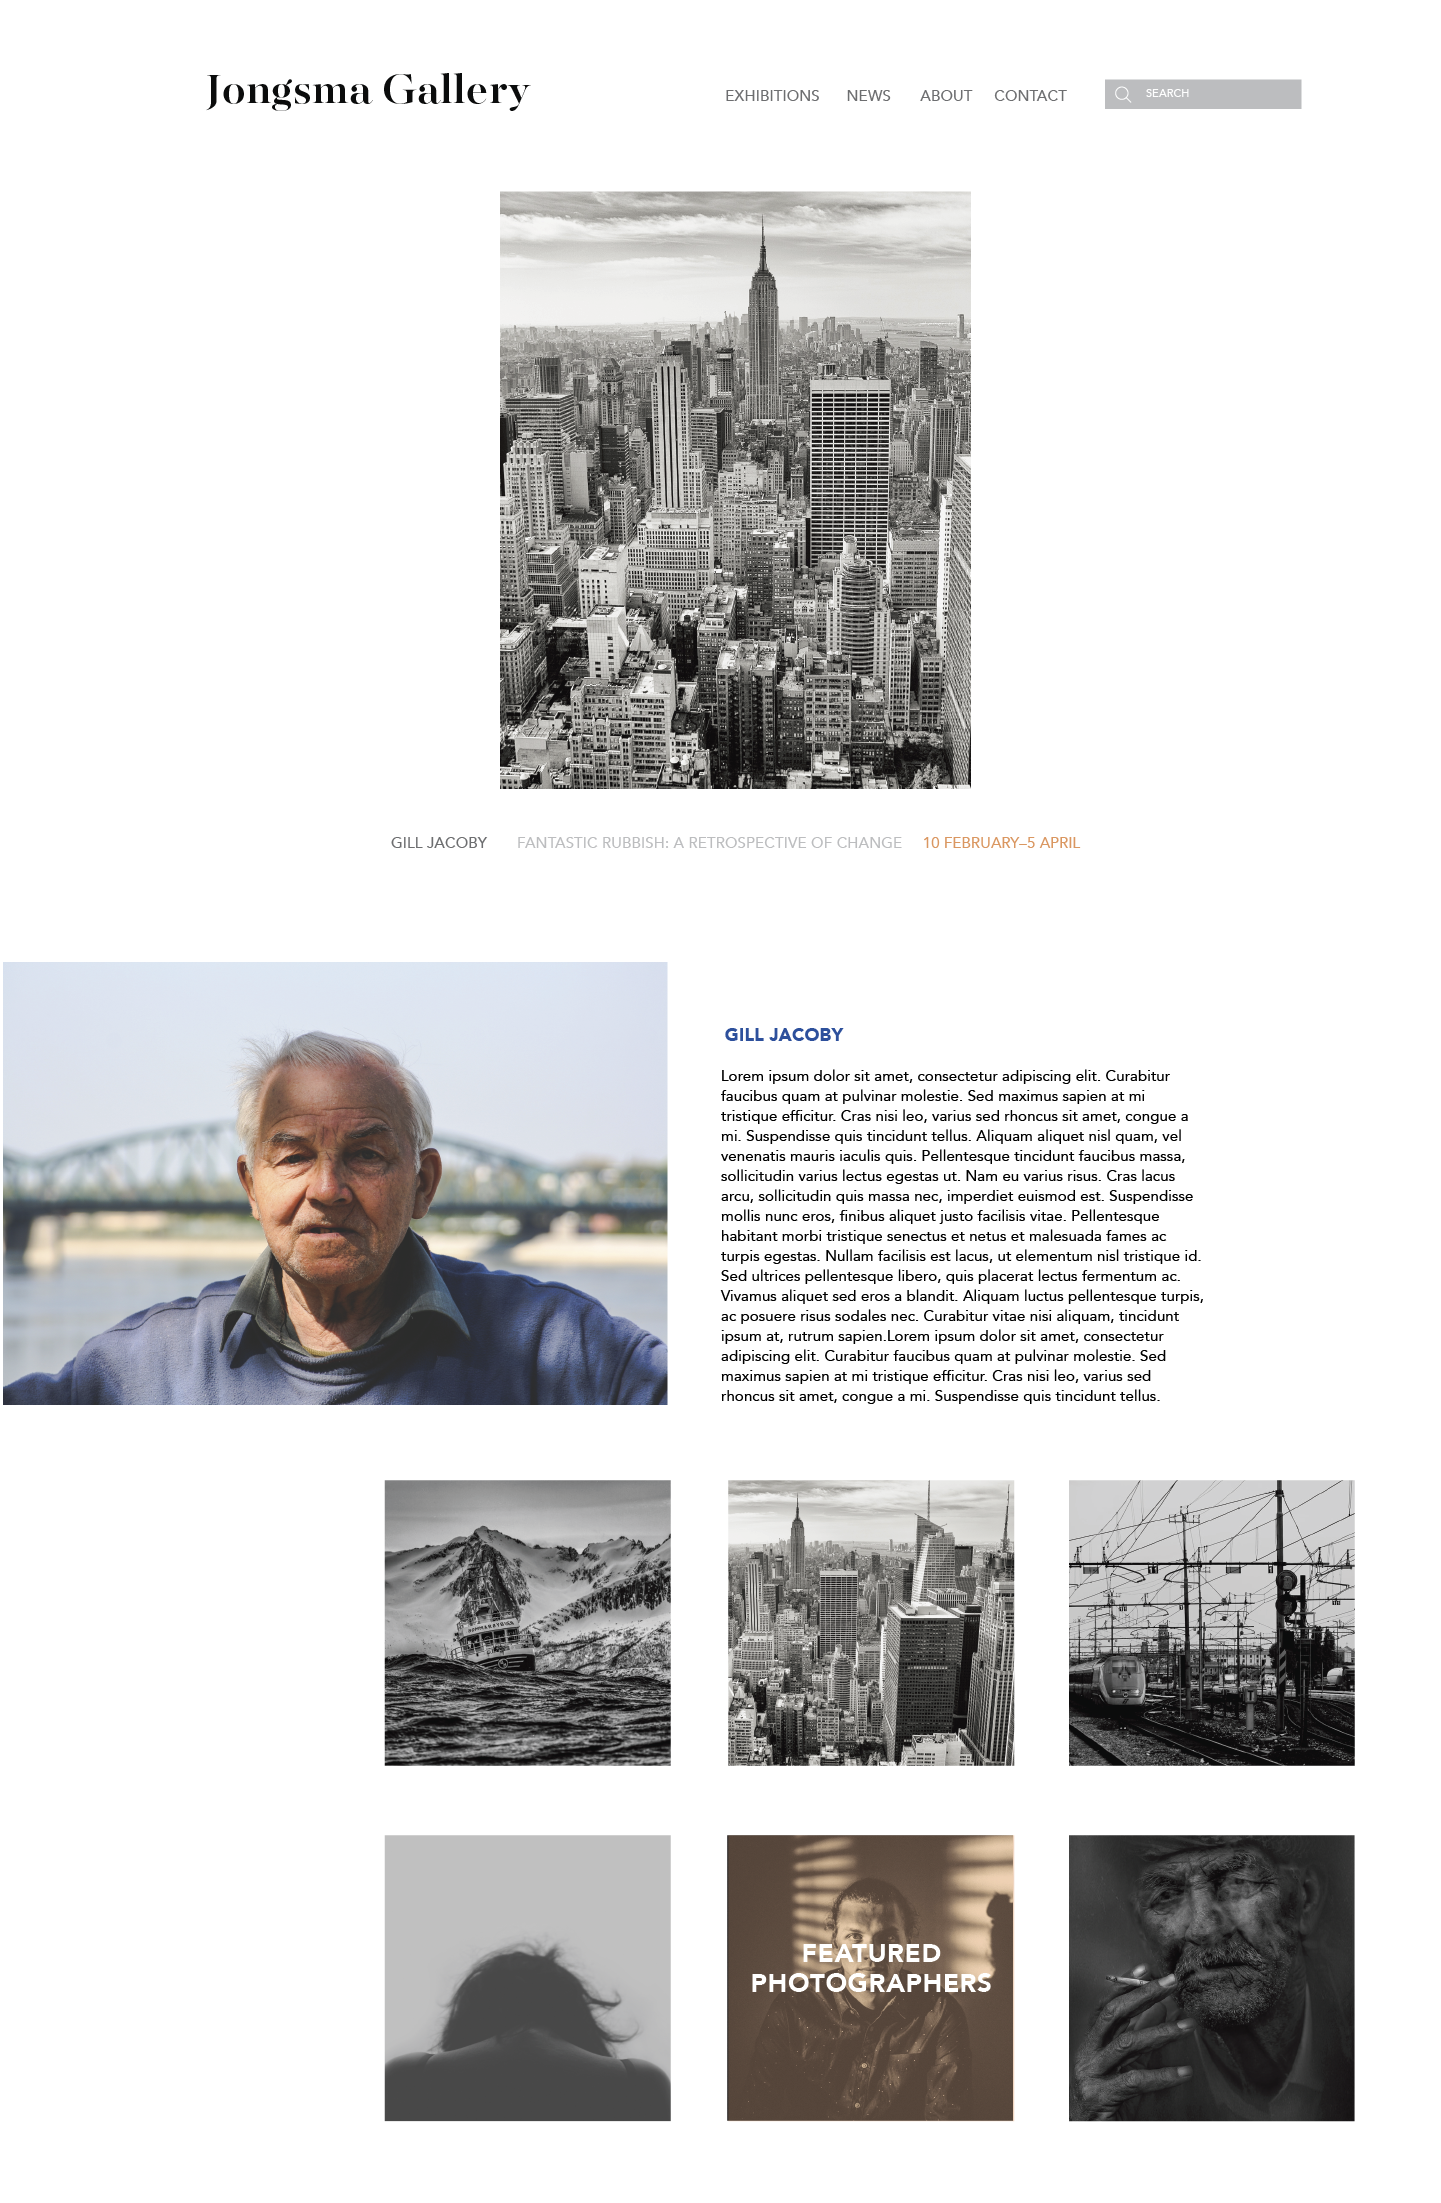 Jongsma Gallery
EXHIBITIONS NEWS ABOUT CONTACT SEARCH
GILL JACOBY FANTASTIC RUBBISH: A RETROSPECTIVE OF CHANGE 10 FEBRUARY–5 APRIL
GILL JACOBY
Lorem ipsum dolor sit amet, consectetur adipiscing elit. Curabitur
faucibus quam at pulvinar molestie. Sed maximus sapien at mi
tristique efficitur. Cras nisi leo, varius sed rhoncus sit amet, congue a
mi. Suspendisse quis tincidunt tellus. Aliquam aliquet nisl quam, vel
venenatis mauris iaculis quis. Pellentesque tincidunt faucibus massa,
sollicitudin varius lectus egestas ut. Nam eu varius risus. Cras lacus
arcu, sollicitudin quis massa nec, imperdiet euismod est. Suspendisse
mollis nunc eros, finibus aliquet justo facilisis vitae. Pellentesque
habitant morbi tristique senectus et netus et malesuada fames ac
turpis egestas. Nullam facilisis est lacus, ut elementum nisl tristique id.
Sed ultrices pellentesque libero, quis placerat lectus fermentum ac.
Vivamus aliquet sed eros a blandit. Aliquam luctus pellentesque turpis,
ac posuere risus sodales nec. Curabitur vitae nisi aliquam, tincidunt
ipsum at, rutrum sapien.Lorem ipsum dolor sit amet, consectetur
adipiscing elit. Curabitur faucibus quam at pulvinar molestie. Sed
maximus sapien at mi tristique efficitur. Cras nisi leo, varius sed
rhoncus sit amet, congue a mi. Suspendisse quis tincidunt tellus.
FEATURED
PHOTOGRAPHERS